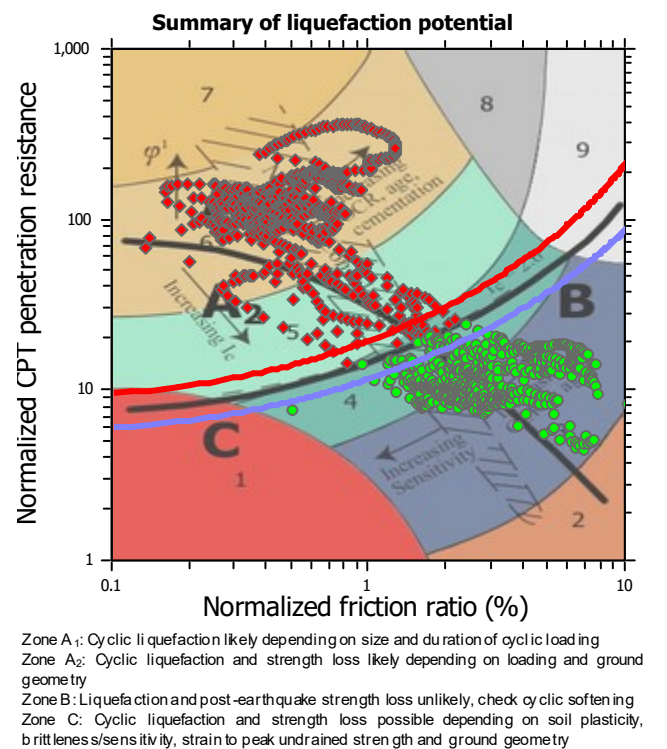 Summary of liquefaction potential
Normalized CPT penetration resistance
1,000
100
10
1
7
8
9
φ'
Increasing
OCR, age,
cementation
6
A2
Increasing Ic
5
B
4
C
Increasing
Sensitivity
1
2
0.1
1
10
Normalized friction ratio (%)
Zone A1: Cyclic liquefaction likely depending on size and duration of cyclic loading
Zone A2: Cyclic liquefaction and strength loss likely depending on loading and ground
geometry
Zone B: Liquefaction and post-earthquake strength loss unlikely, check cyclic softening
Zone C: Cyclic liquefaction and strength loss possible depending on soil plasticity,
brittleness/sensitivity, strain to peak undrained strength and ground geometry